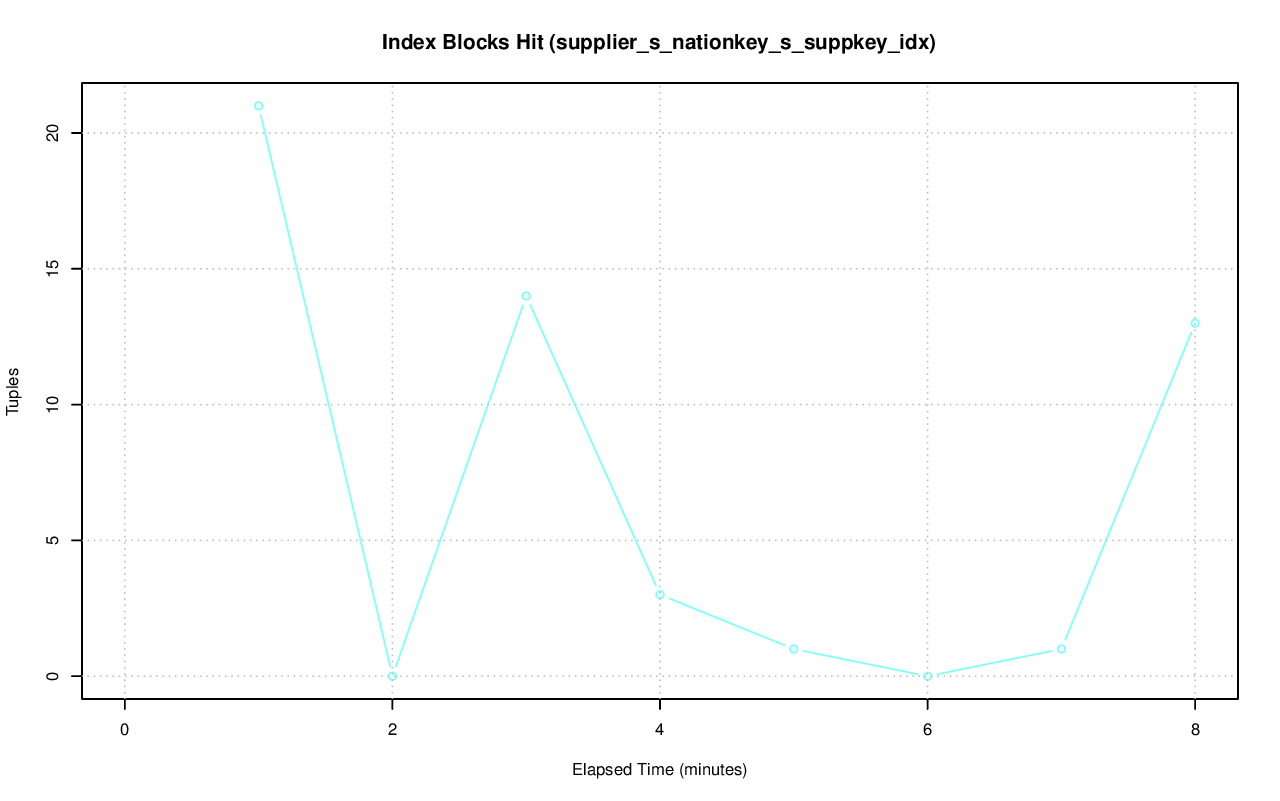 Index Blocks Hit (supplier_s_nationkey_s_suppkey_idx)
Tuples
20
15
10
5
0
0 2 4 6 8
Elapsed Time (minutes)